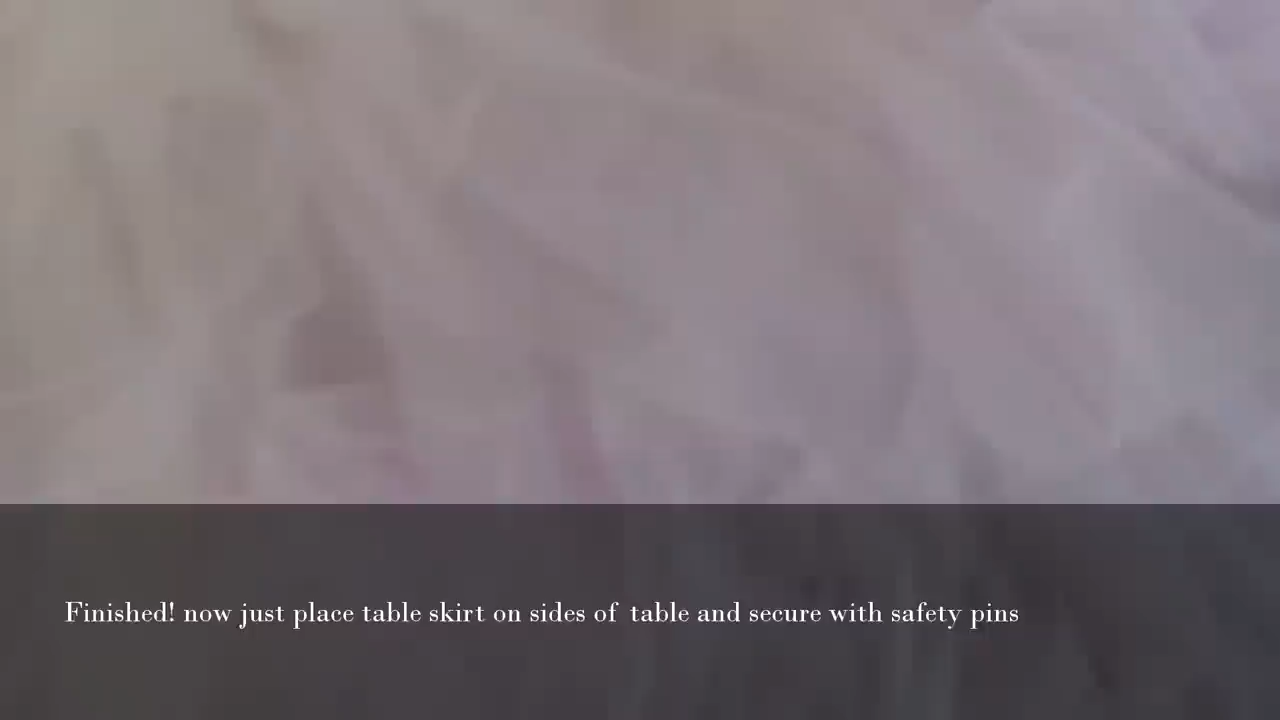 Finished! now just place table skirt on sides of table and secure with safety pins